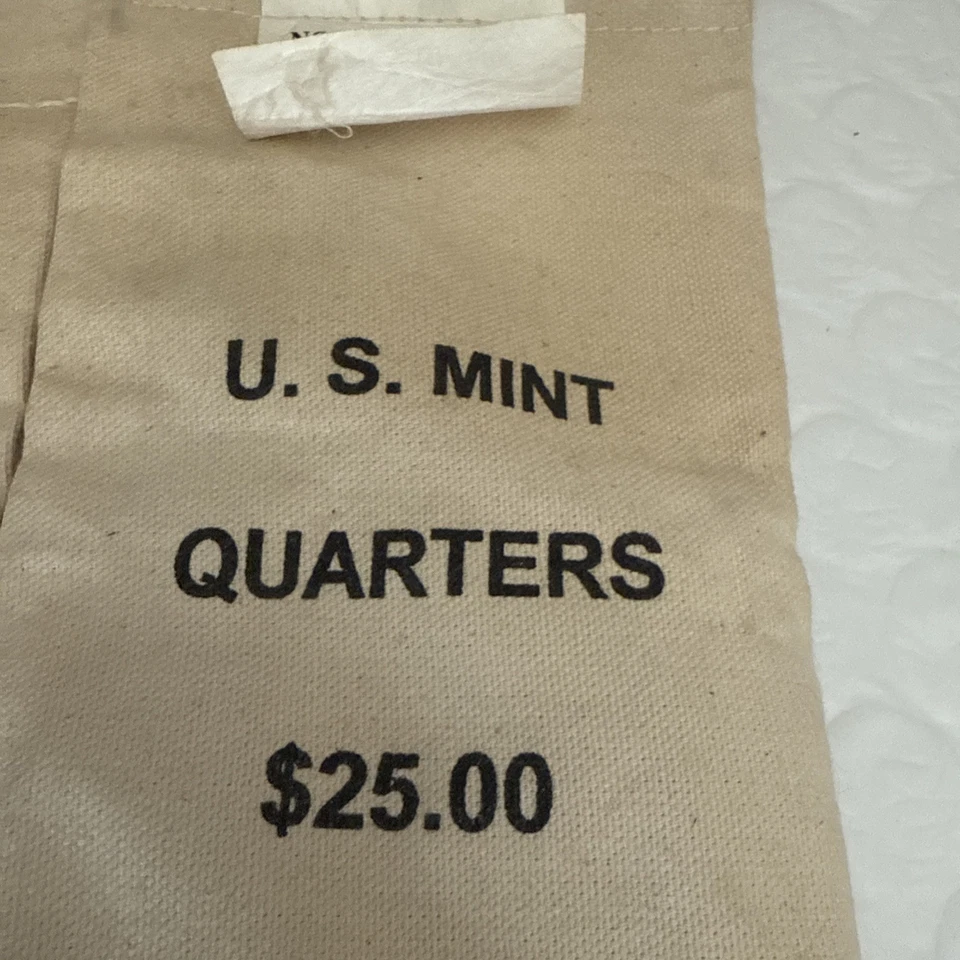 U. S. MINT
QUARTERS
$25.00